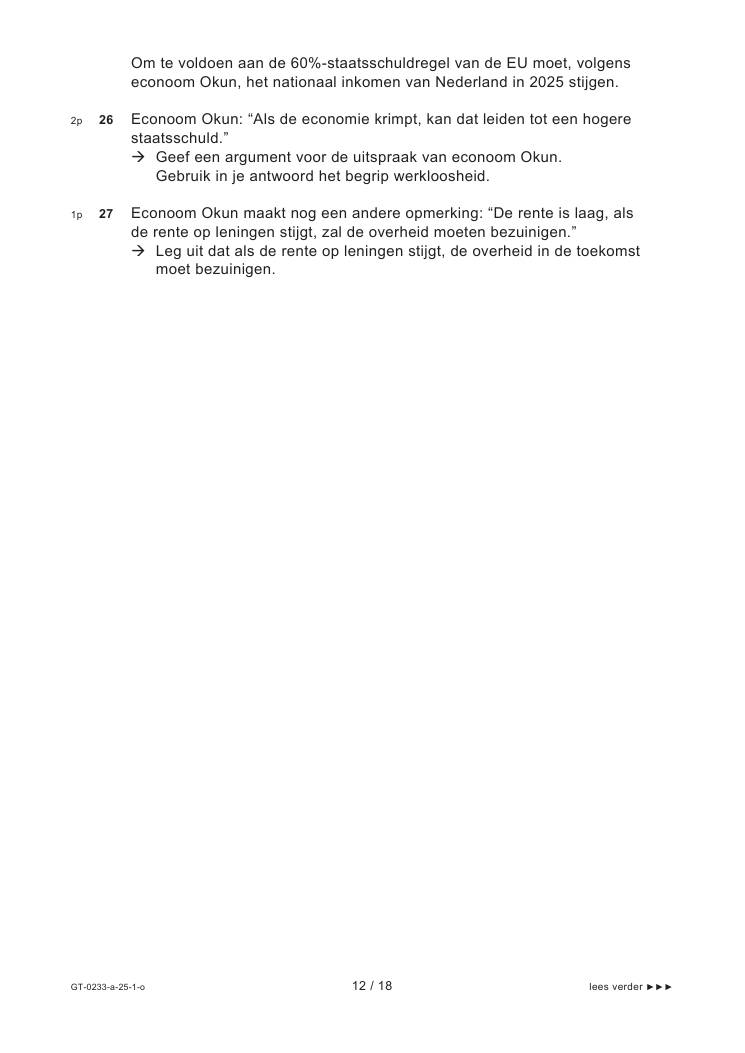 Om te voldoen aan de 60%-staatsschuldregel van de EU moet, volgens
econoom Okun, het nationaal inkomen van Nederland in 2025 stijgen.
2p 26 Econoom Okun: “Als de economie krimpt, kan dat leiden tot een hogere
staatsschuld.”
→ Geef een argument voor de uitspraak van econoom Okun.
Gebruik in je antwoord het begrip werkloosheid.
1p 27 Econoom Okun maakt nog een andere opmerking: “De rente is laag, als
de rente op leningen stijgt, zal de overheid moeten bezuinigen.”
→ Leg uit dat als de rente op leningen stijgt, de overheid in de toekomst
moet bezuinigen.
GT-0233-a-25-1-o 12 / 18 lees verder ►►►